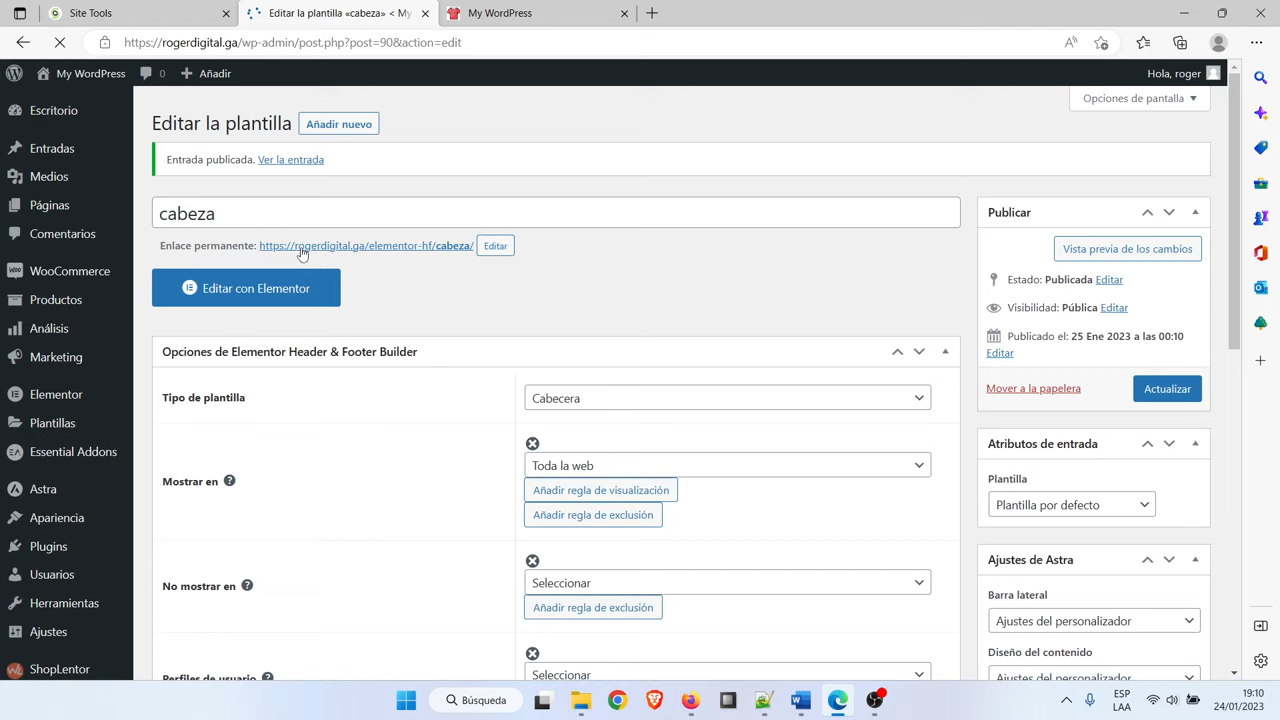 Site Tools
Editar la plantilla «cabeza» < My
My WordPress
https://rogerdigital.ga/wp-admin/post.php?post=90&action=edit
My WordPress
0
Añadir
Hola, roger
Escritorio
Entradas
Medios
Páginas
Comentarios
WooCommerce
Productos
Análisis
Marketing
Elementor
Plantillas
Essential Addons
Astra
Apariencia
Plugins
Usuarios
Herramientas
Ajustes
ShopLentor
Opciones de pantalla
Editar la plantilla
Añadir nuevo
Entrada publicada. Ver la entrada
cabeza
Enlace permanente: https://rogerdigital.ga/elementor-hf/cabeza/ Editar
Editar con Elementor
Opciones de Elementor Header & Footer Builder
Tipo de plantilla
Cabecera
Mostrar en
Toda la web
Añadir regla de visualización
Añadir regla de exclusión
No mostrar en
Seleccionar
Añadir regla de exclusión
Perfiles de usuario
Seleccionar
Publicar
Vista previa de los cambios
Estado: Publicada Editar
Visibilidad: Pública Editar
Publicado el: 25 Ene 2023 a las 00:10
Editar
Mover a la papelera
Actualizar
Atributos de entrada
Plantilla
Plantilla por defecto
Ajustes de Astra
Barra lateral
Ajustes del personalizador
Diseño del contenido
Ajustes del personalizador
Búsqueda
ESP
LAA
19:10
24/01/2023